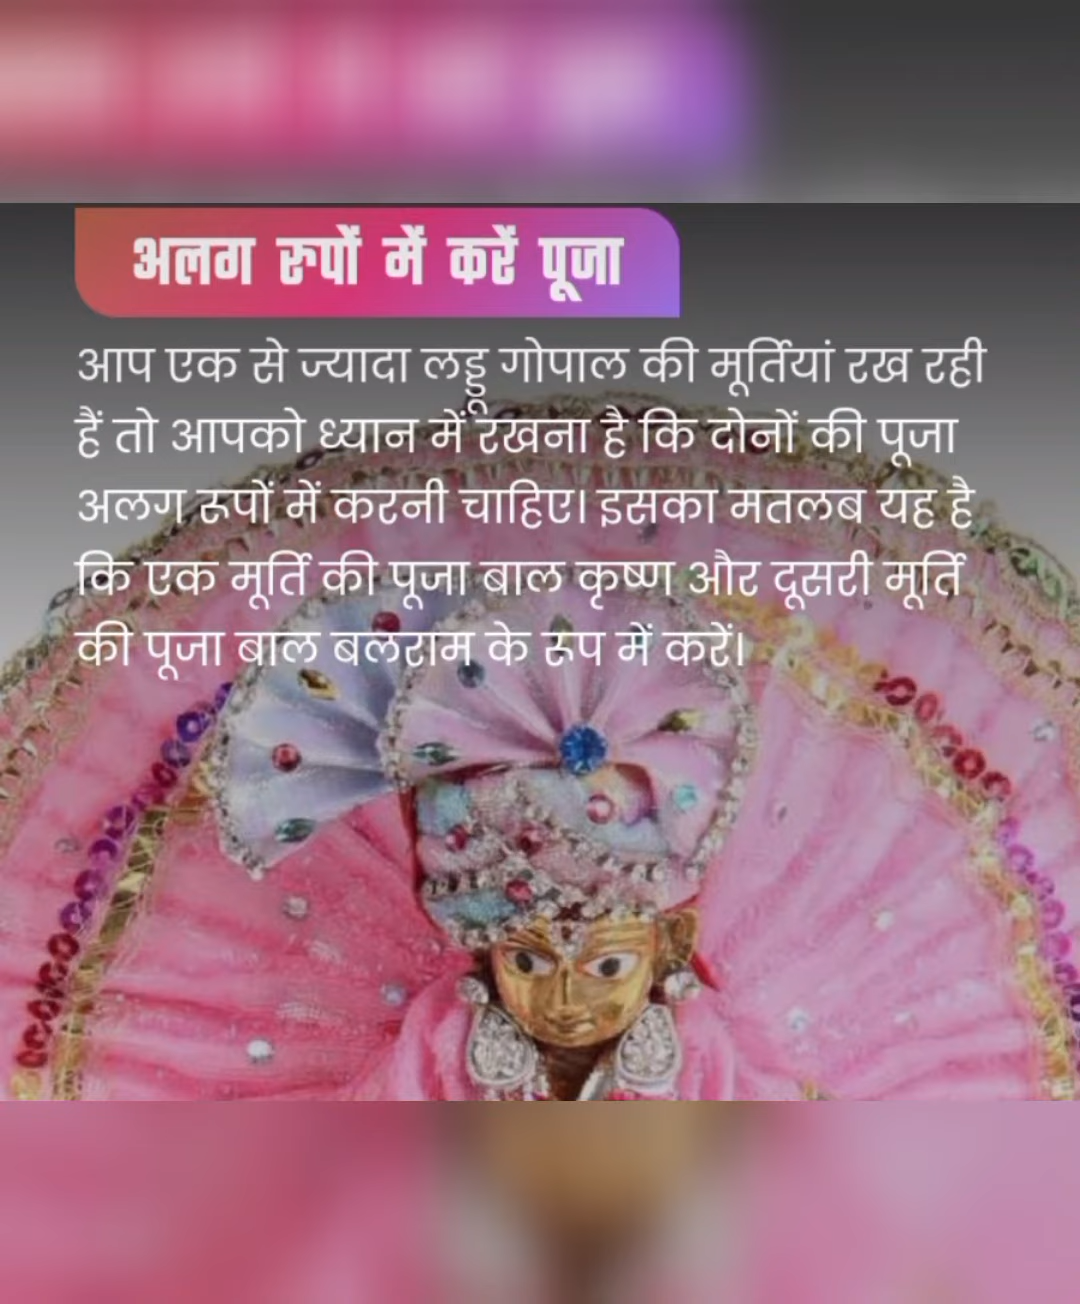 अलग रुपों में करें पूजा
आप एक से ज्यादा लड्डू गोपाल की मूर्तियां रख रही
हैं तो आपको ध्यान में रखना है कि दोनों की पूजा
अलग रूपों में करनी चाहिए। इसका मतलब यह है
कि एक मूर्ति की पूजा बाल कृष्ण और दूसरी मूर्ति
की पूजा बाल बलराम के रूप में करें।